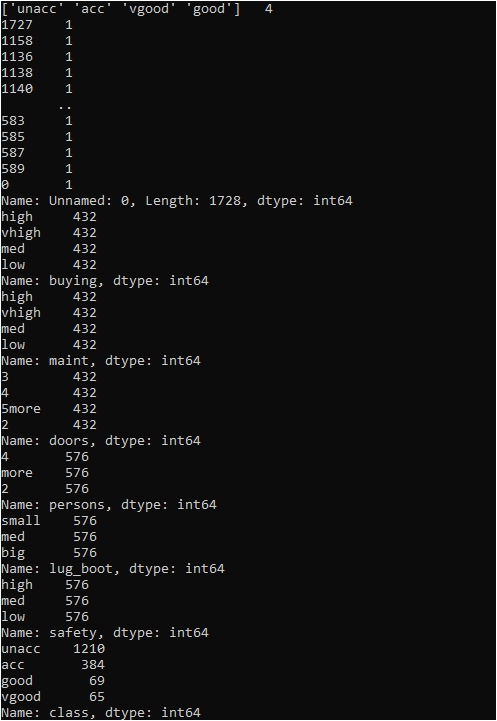 ['unacc' 'acc' 'vgood' 'good']   4
1727    1
1158    1
1136    1
1138    1
1140    1
       ..
583     1
585     1
587     1
589     1
0       1
Name: Unnamed: 0, Length: 1728, dtype: int64
high     432
vhigh    432
med      432
low      432
Name: buying, dtype: int64
high     432
vhigh    432
med      432
low      432
Name: maint, dtype: int64
3        432
4        432
5more    432
2        432
Name: doors, dtype: int64
4       576
more    576
2       576
Name: persons, dtype: int64
small    576
med      576
big      576
Name: lug_boot, dtype: int64
high    576
med     576
low     576
Name: safety, dtype: int64
unacc    1210
acc       384
good       69
vgood      65
Name: class, dtype: int64